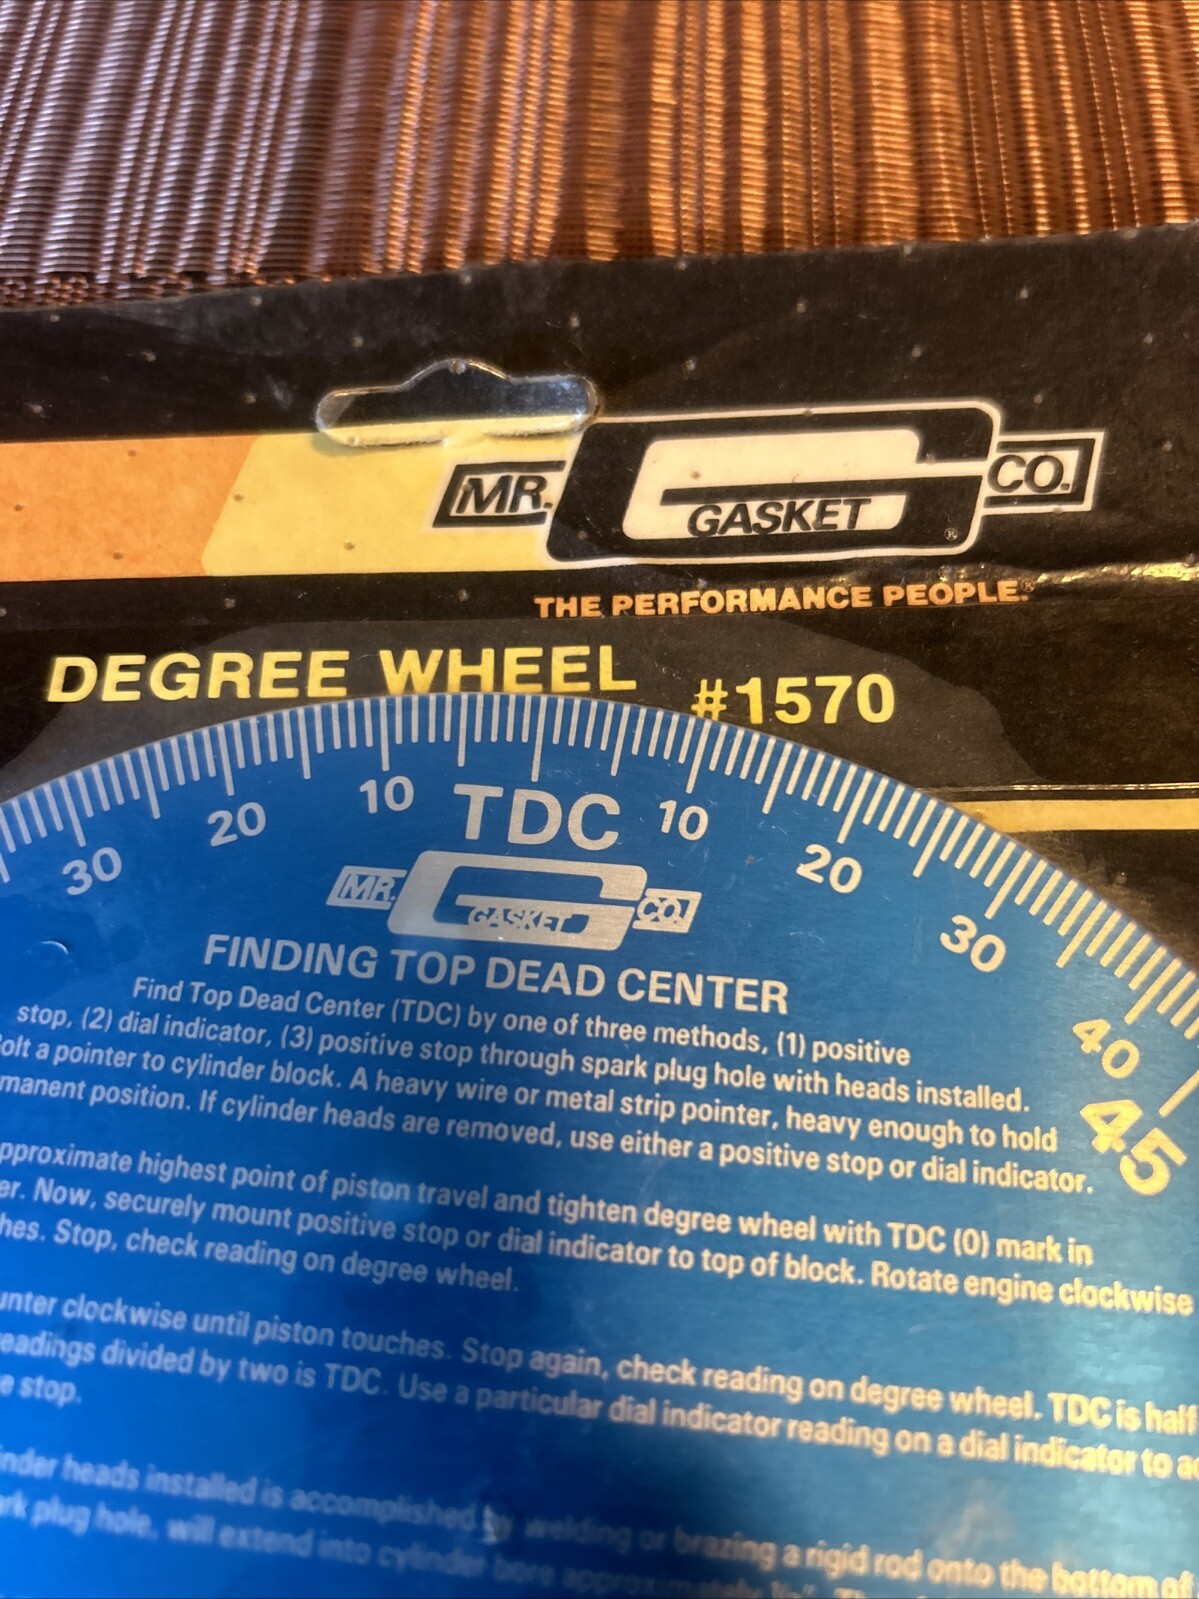 MR. GASKET CO.
®
THE PERFORMANCE PEOPLE.®
DEGREE WHEEL #1570
30 20 10 TDC 10 20 30 40 45
MR. GASKET CO.
FINDING TOP DEAD CENTER
Find Top Dead Center (TDC) by one of three methods, (1) positive
stop, (2) dial indicator, (3) positive stop through spark plug hole with heads installed.
olt a pointer to cylinder block. A heavy wire or metal strip pointer, heavy enough to hold
manent position. If cylinder heads are removed, use either a positive stop or dial indicator.
pproximate highest point of piston travel and tighten degree wheel with TDC (0) mark in
er. Now, securely mount positive stop or dial indicator to top of block. Rotate engine clockwise
hes. Stop, check reading on degree wheel.
unter clockwise until piston touches. Stop again, check reading on degree wheel. TDC is half
eadings divided by two is TDC. Use a particular dial indicator reading on a dial indicator to
e stop.
inder heads installed is accomplished by welding or brazing a rigid rod onto the bottom of
ark plug hole, will extend into cylinder bore approximately